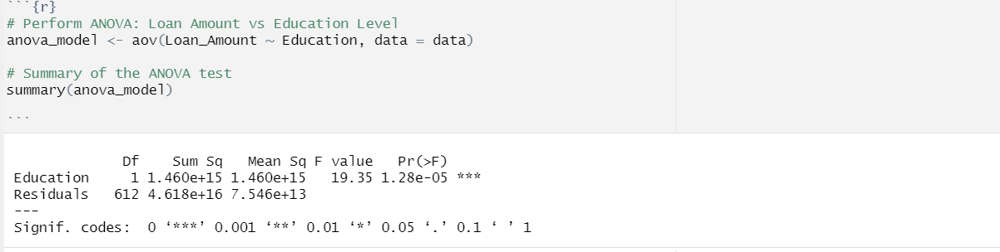 ```{r}
# Perform ANOVA: Loan Amount vs Education Level
anova_model <- aov(Loan_Amount ~ Education, data = data)
# Summary of the ANOVA test
summary(anova_model)
```
Df Sum Sq Mean Sq F value Pr(>F)
Education 1 1.460e+15 1.460e+15 19.35 1.28e-05 ***
Residuals 612 4.618e+16 7.546e+13
---
Signif. codes: 0 ‘***’ 0.001 ‘**’ 0.01 ‘*’ 0.05 ‘.’ 0.1 ‘ ’ 1